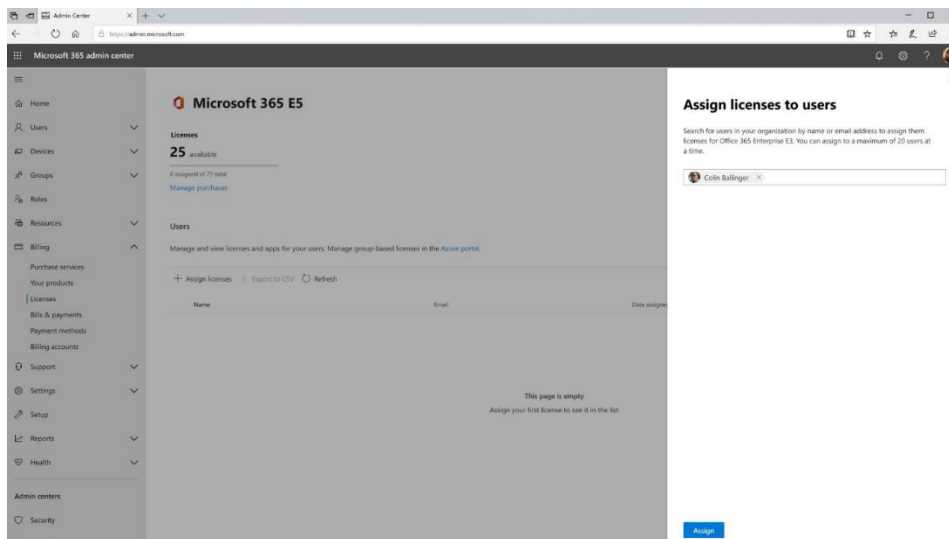 Admin Center
https://admin.microsoft.com
Microsoft 365 admin center
Home
Users
Devices
Groups
Roles
Resources
Billing
Purchase services
Your products
Licenses
Bills & payments
Payment methods
Billing accounts
Support
Settings
Setup
Reports
Health
Admin centers
Security
Microsoft 365 E5
Licenses
25 available
0 assigned of 25 total
Manage purchases
Users
Manage and view licenses and apps for your users. Manage group-based licenses in the Azure portal.
Assign licenses Export to CSV Refresh
Name Email Date assigned
This page is empty
Assign your first license to see it in the list
Assign licenses to users
Search for users in your organization by name or email address to assign them
licenses for Office 365 Enterprise E3. You can assign to a maximum of 20 users at
a time.
Colin Ballinger
Assign